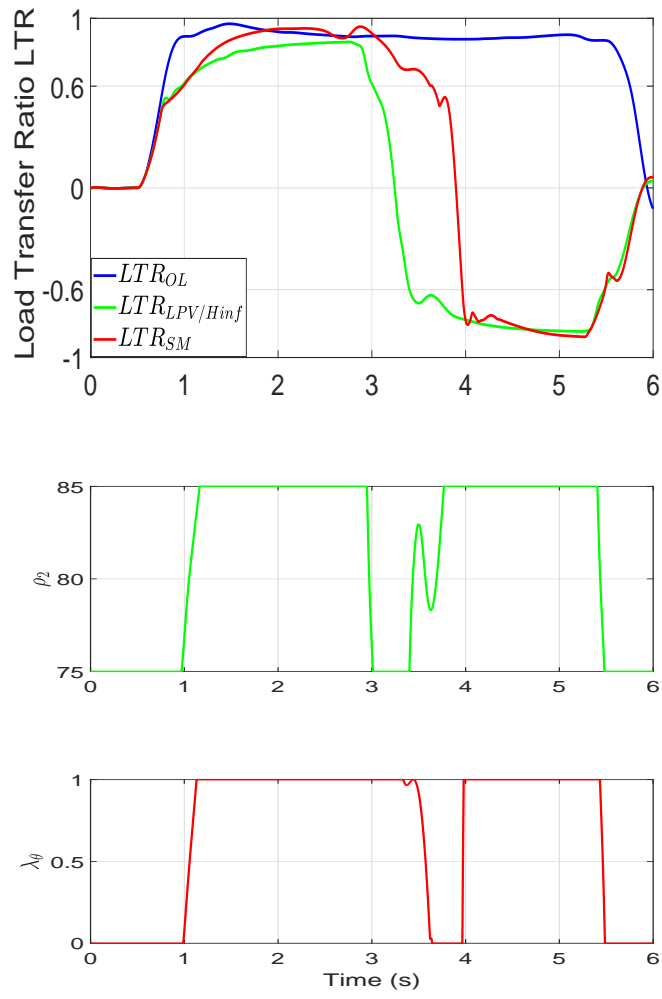 Load Transfer Ratio LTR
1
0.6
0
-0.6
-1
LTR_OL
LTR_LPV/Hinf
LTR_SM
0 1 2 3 4 5 6
ρ₂
85
80
75
0 1 2 3 4 5 6
λ_θ
1
0.5
0
0 1 2 3 4 5 6
Time (s)